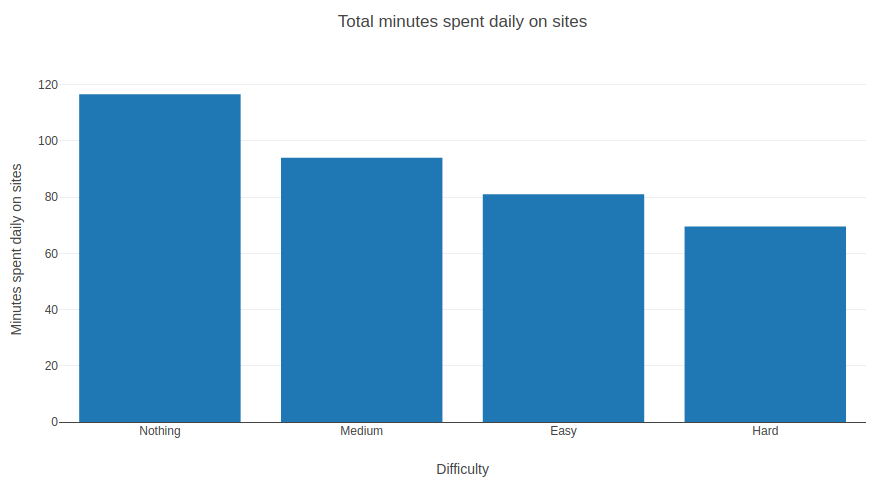 Total minutes spent daily on sites
Minutes spent daily on sites
120
100
80
60
40
20
0
Nothing
Medium
Easy
Hard
Difficulty